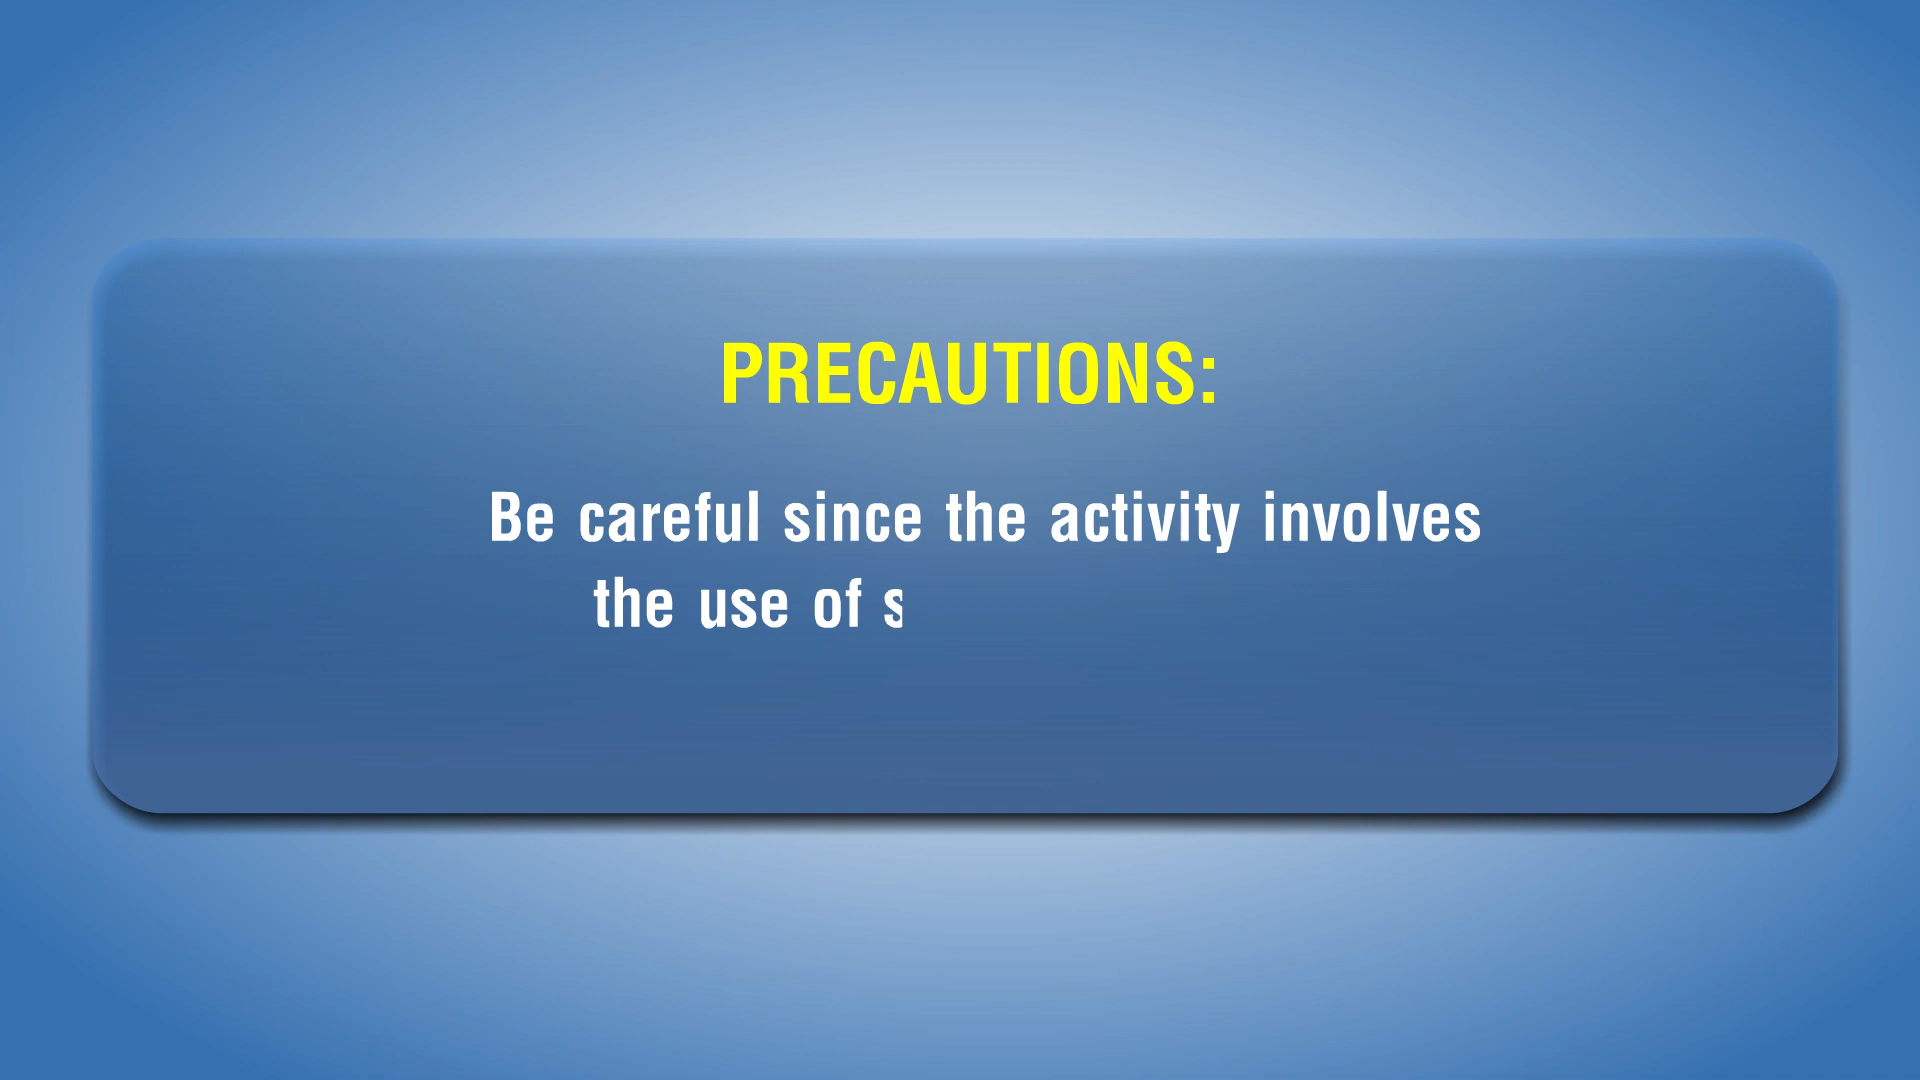 PRECAUTIONS:
Be careful since the activity involves
the use of s